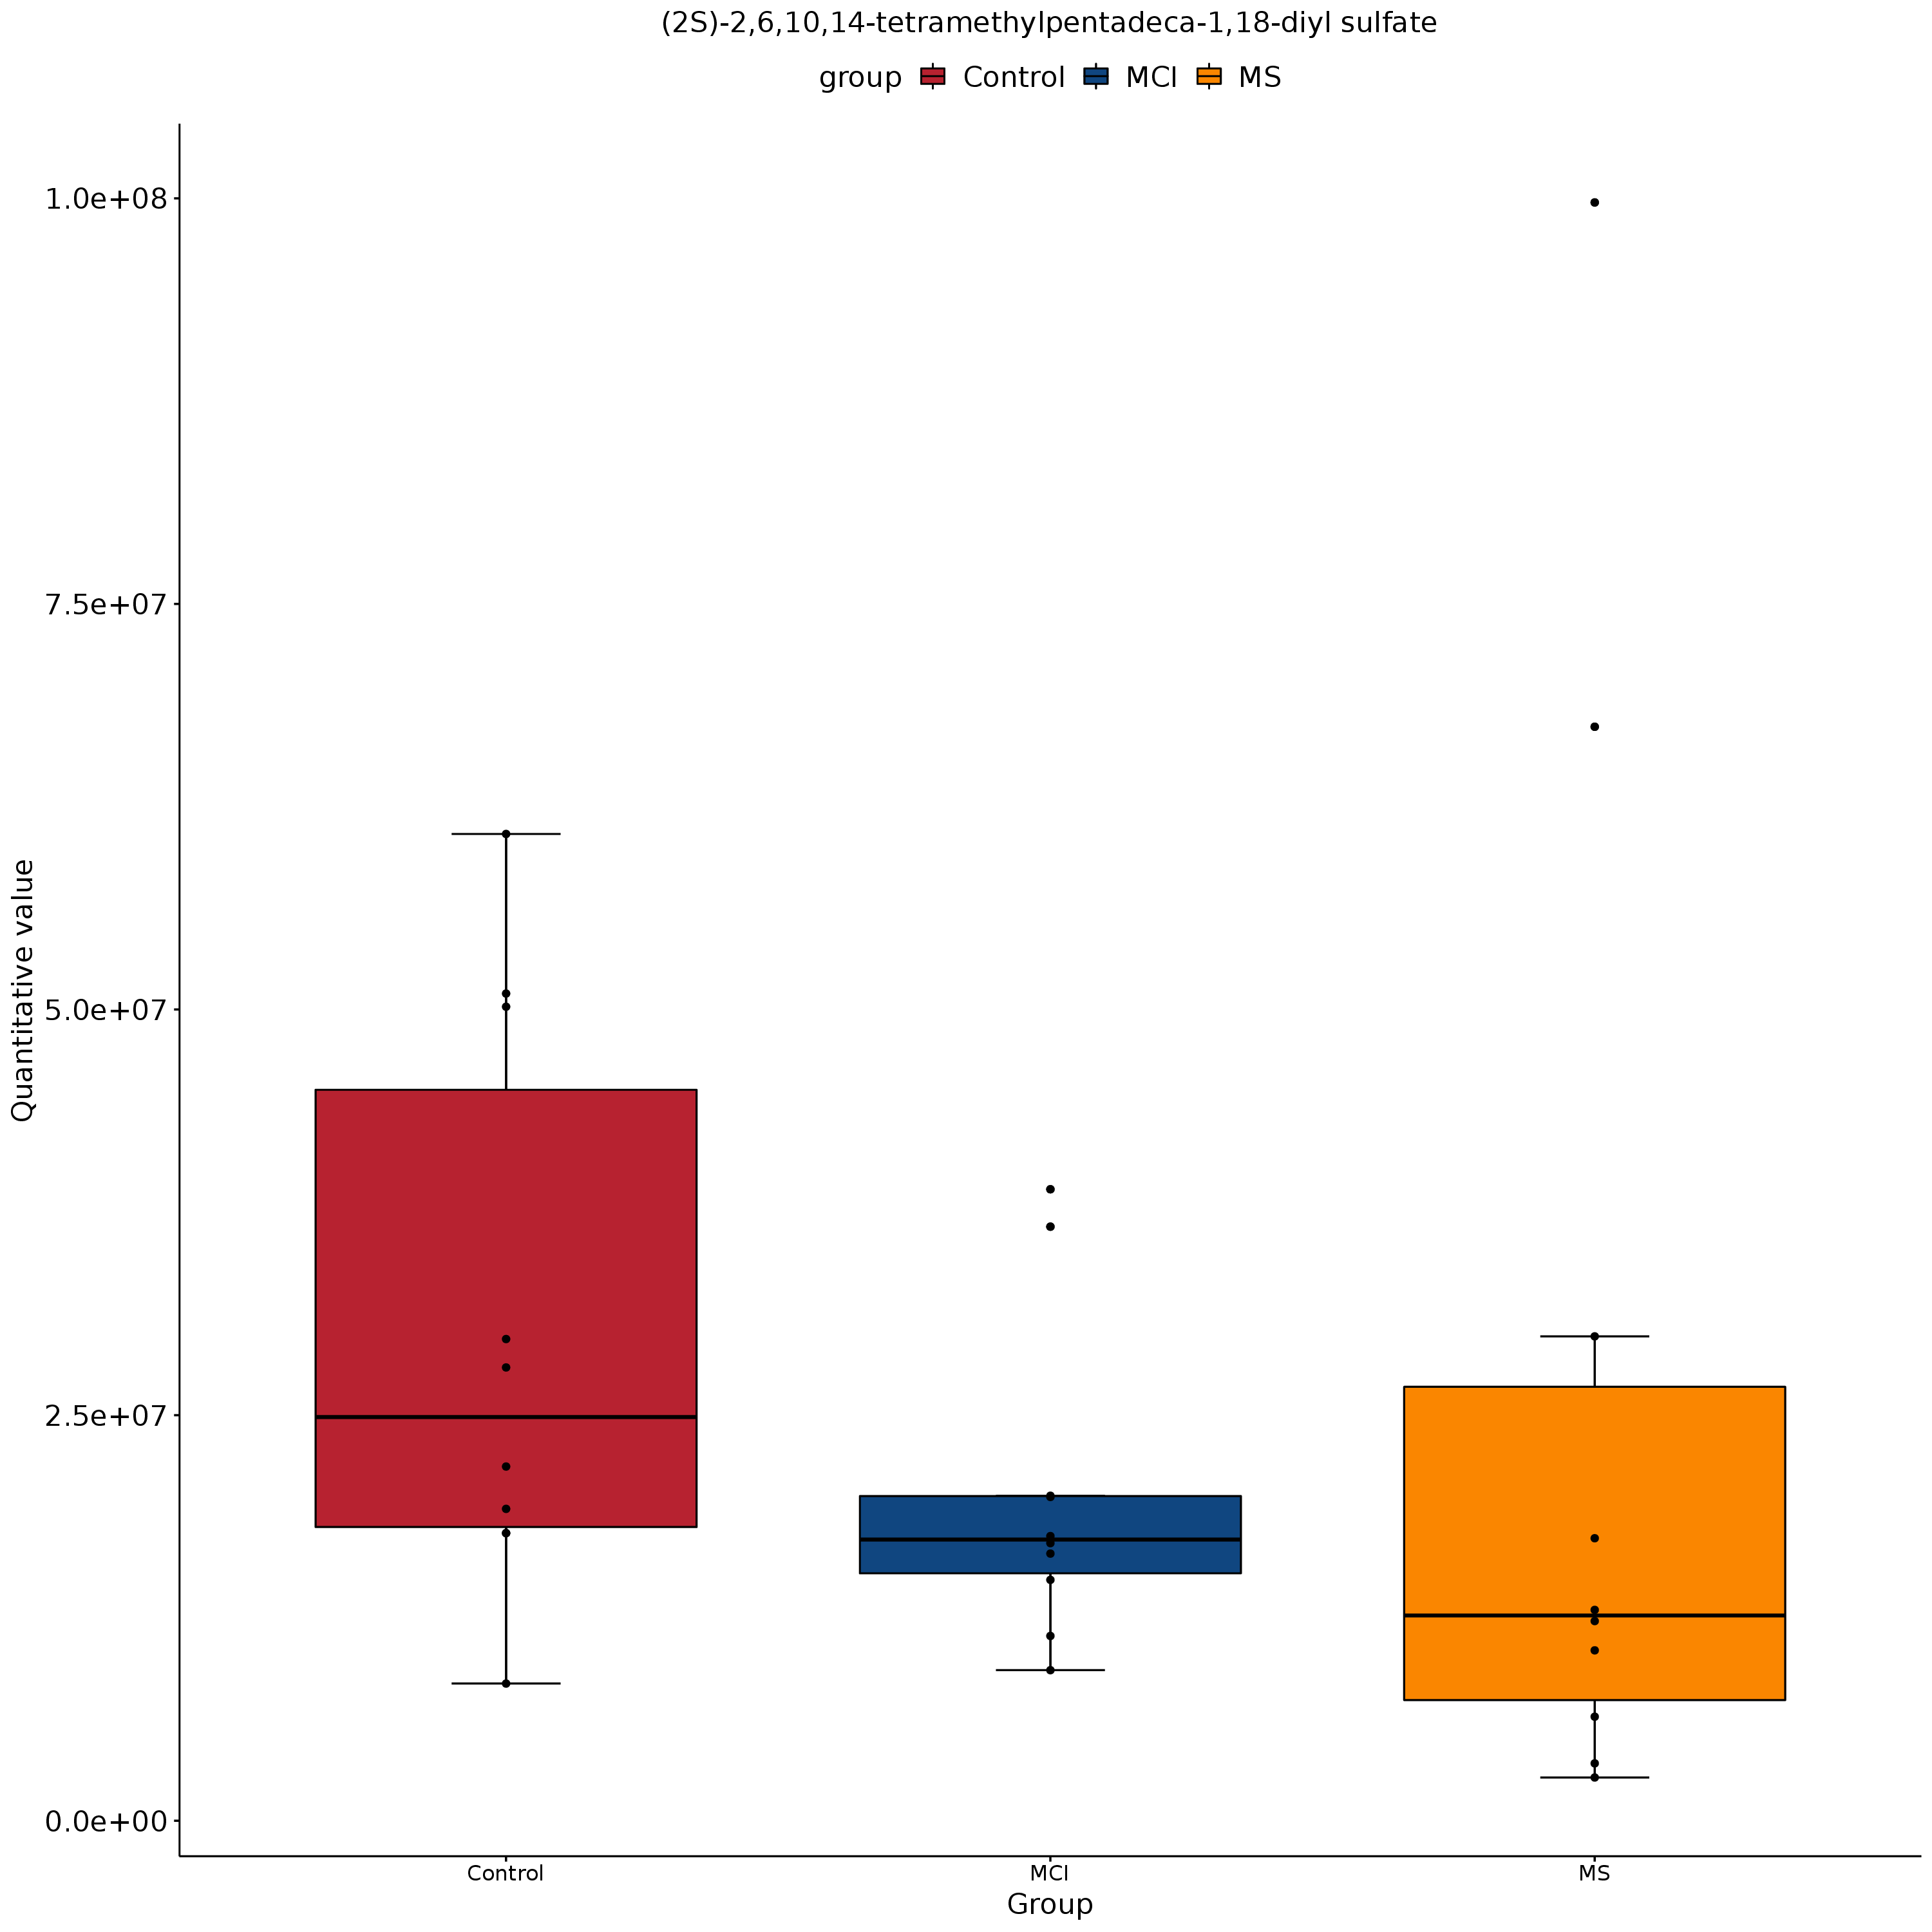 (2S)-2,6,10,14-tetramethylpentadeca-1,18-diyl sulfate
group Control MCI MS
1.0e+08
7.5e+07
5.0e+07
2.5e+07
0.0e+00
Quantitative value
Control MCI MS
Group